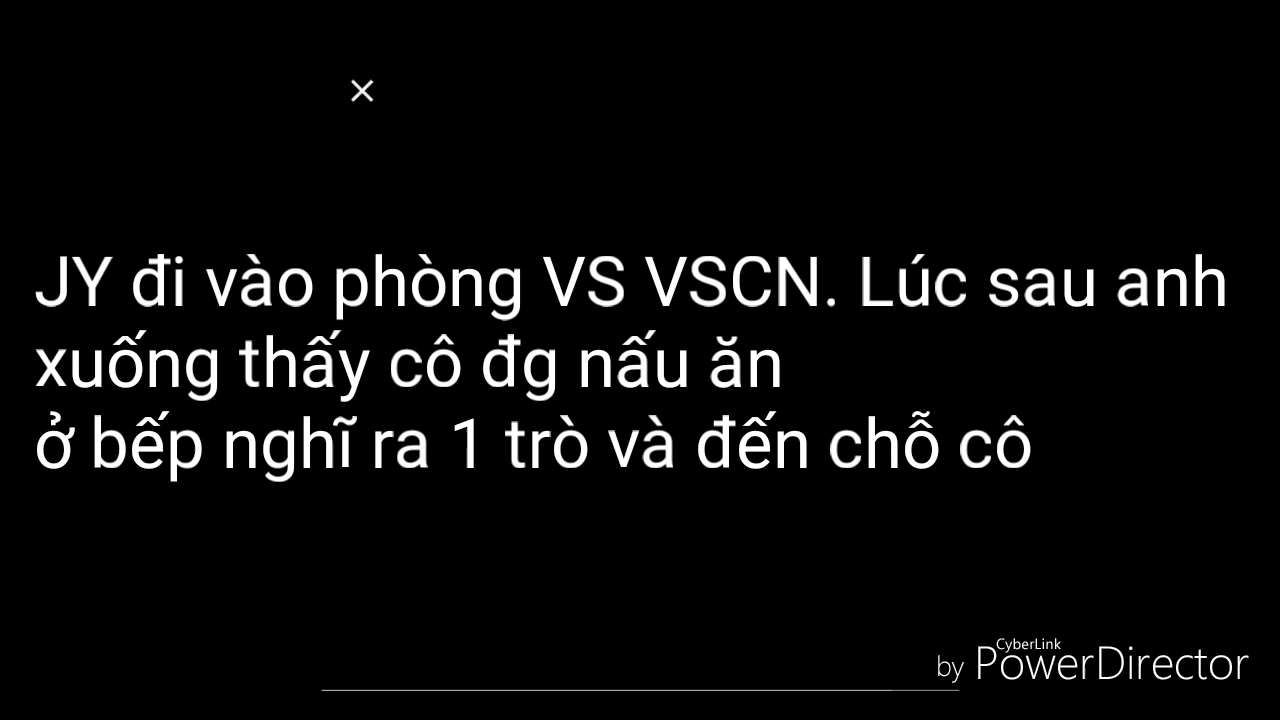 ×
JY đi vào phòng VS VSCN. Lúc sau anh
xuống thấy cô đg nấu ăn
ở bếp nghĩ ra 1 trò và đến chỗ cô
by CyberLink PowerDirector